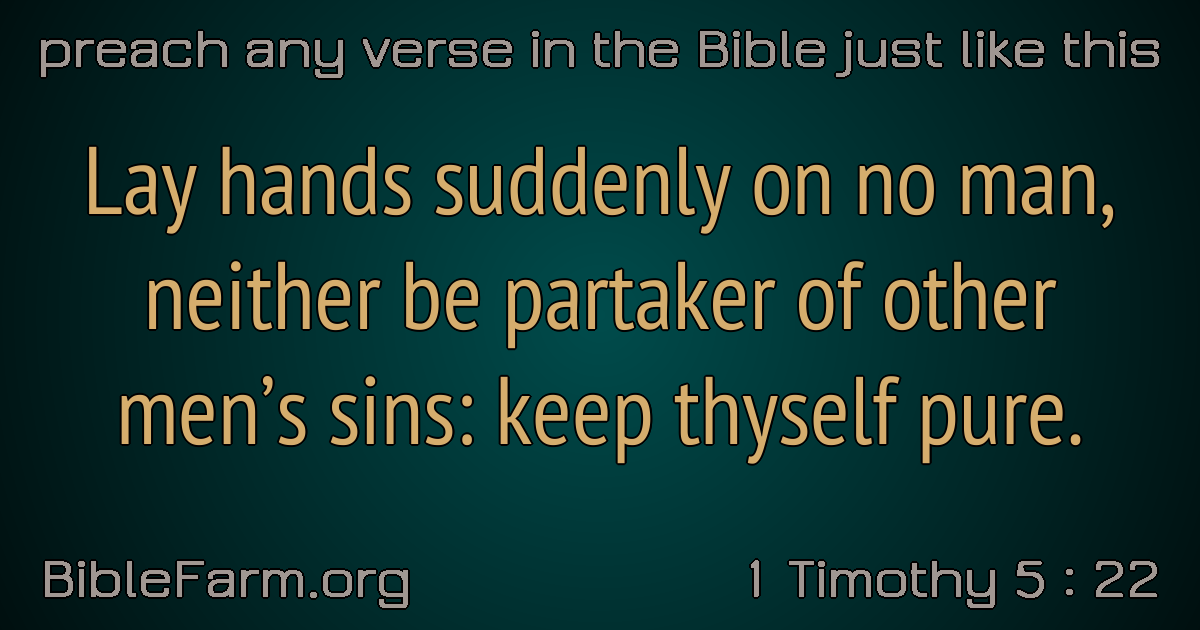 preach any verse in the Bible just like this
Lay hands suddenly on no man,
neither be partaker of other
men’s sins: keep thyself pure.
BibleFarm.org
1 Timothy 5 : 22